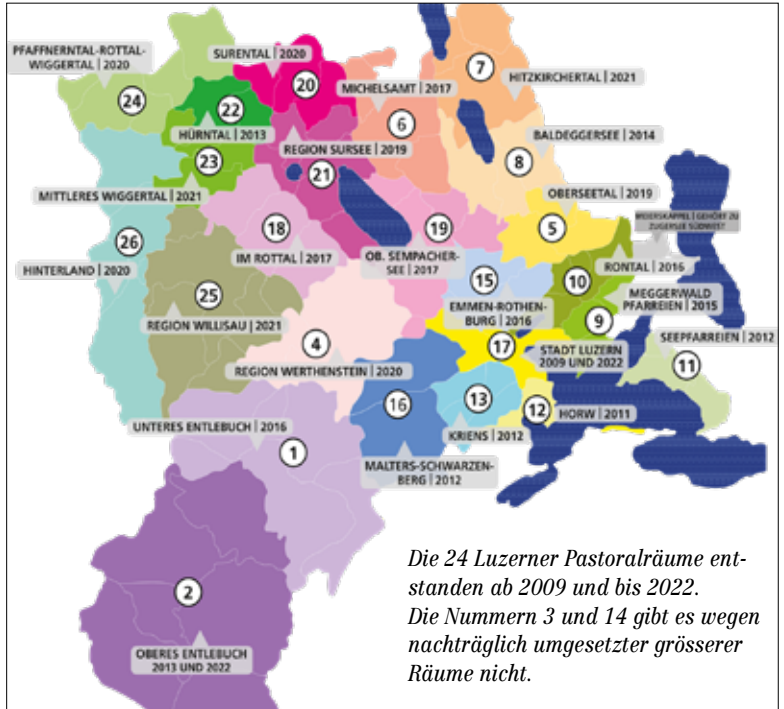 PFAFFNERNTAL-ROTTAL-
WIGGERTAL | 2020
24
SURENTAL | 2020
20
22
HÜRNTAL | 2013
23
MITTLERES WIGGERTAL | 2021
MICHELSAMT | 2017
6
REGION SURSEE | 2019
21
7
HITZKIRCHERTAL | 2021
BALDEGGERSEE | 2014
8
OBERSEETAL | 2019
5
MEIERSKAPPEL | GEHÖRT ZU
ZUGERSEE SÜDWEST
26
HINTERLAND | 2020
18
IM ROTTAL | 2017
19
OB. SEMPACHER-
SEE | 2017
25
REGION WILLISAU | 2021
15
EMMEN-ROTHEN-
BURG | 2016
10
RONTAL | 2016
MEGGERWALD
PFARREIEN | 2015
9
4
REGION WERTHENSTEIN | 2020
17
STADT LUZERN
2009 UND 2022
SEEPFARREIEN | 2012
11
16
MALTERS-SCHWARZEN-
BERG | 2012
13
KRIENS | 2012
12
HORW | 2011
UNTERES ENTLEBUCH | 2016
1
2
OBERES ENTLEBUCH
2013 UND 2022
Die 24 Luzerner Pastoralräume ent-
standen ab 2009 und bis 2022.
Die Nummern 3 und 14 gibt es wegen
nachträglich umgesetzter grösserer
Räume nicht.